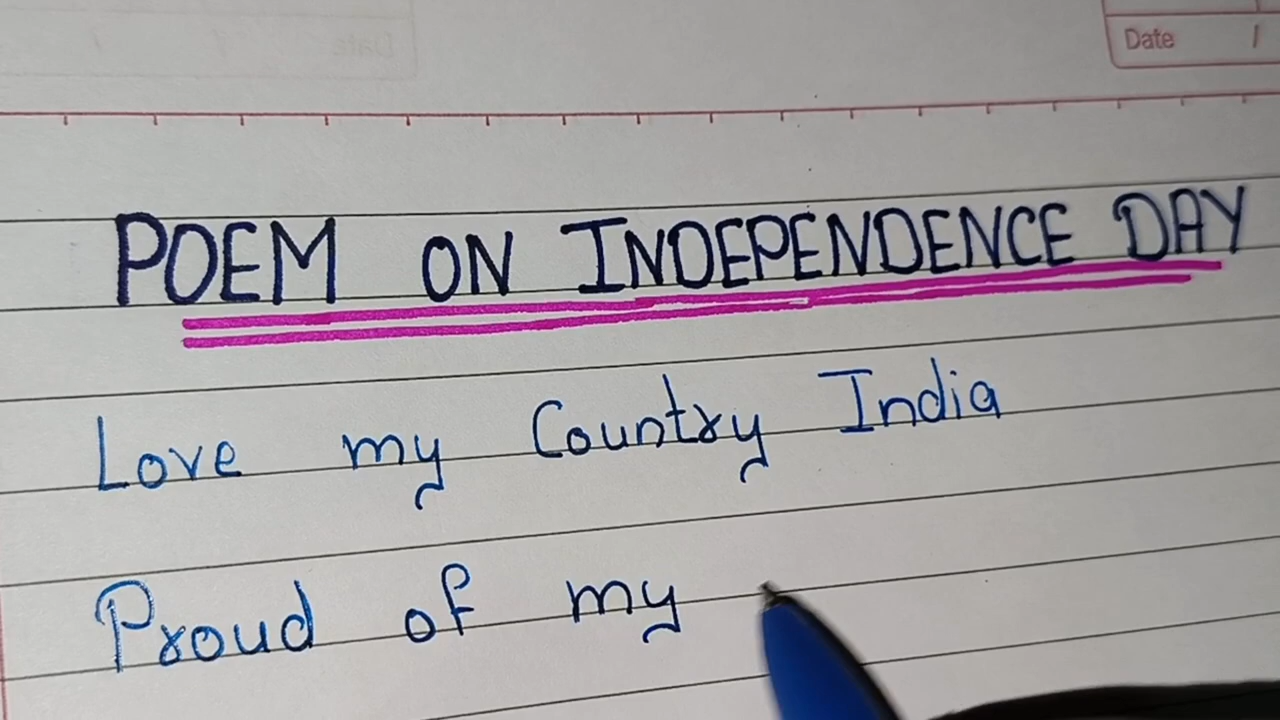 Date /
POEM ON INDEPENDENCE DAY
Love my Country India
Proud of my